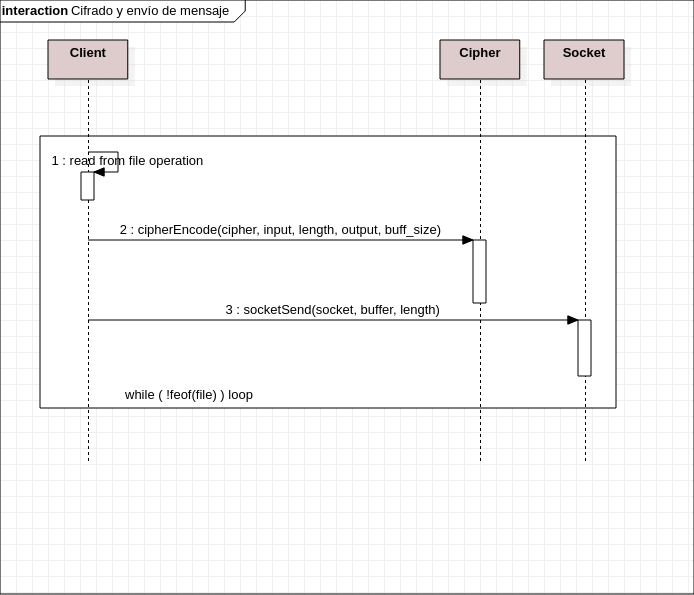 interaction Cifrado y envío de mensaje
Client
Cipher
Socket
1 : read from file operation
2 : cipherEncode(cipher, input, length, output, buff_size)
3 : socketSend(socket, buffer, length)
while ( !feof(file) ) loop